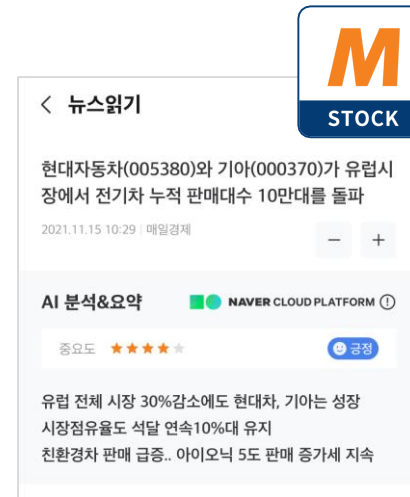 M
STOCK
< 뉴스읽기
현대자동차(005380)와 기아(000370)가 유럽시
장에서 전기차 누적 판매대수 10만대를 돌파
2021.11.15 10:29 | 매일경제
− +
AI 분석&요약 NAVER CLOUD PLATFORM !
중요도 ★★★★★ 긍정
유럽 전체 시장 30%감소에도 현대차, 기아는 성장
시장점유율도 석달 연속10%대 유지
친환경차 판매 급증.. 아이오닉 5도 판매 증가세 지속